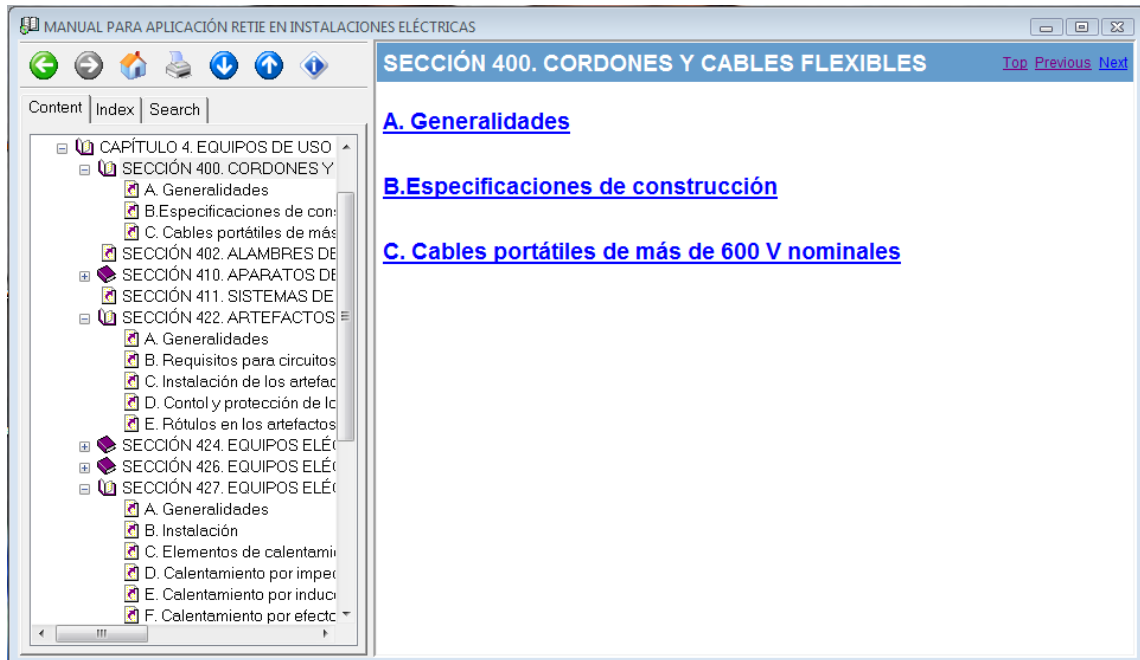 MANUAL PARA APLICACIÓN RETIE EN INSTALACIONES ELÉCTRICAS
Content Index Search
CAPÍTULO 4. EQUIPOS DE USO
SECCIÓN 400. CORDONES Y
A. Generalidades
B.Especificaciones de con
C. Cables portátiles de más
SECCIÓN 402. ALAMBRES DE
SECCIÓN 410. APARATOS DE
SECCIÓN 411. SISTEMAS DE
SECCIÓN 422. ARTEFACTOS
A. Generalidades
B. Requisitos para circuitos
C. Instalación de los artefac
D. Contol y protección de lo
E. Rótulos en los artefactos
SECCIÓN 424. EQUIPOS ELÉ
SECCIÓN 426. EQUIPOS ELÉ
SECCIÓN 427. EQUIPOS ELÉ
A. Generalidades
B. Instalación
C. Elementos de calentami
D. Calentamiento por impe
E. Calentamiento por induc
F. Calentamiento por efecto
SECCIÓN 400. CORDONES Y CABLES FLEXIBLES
Top Previous Next
A. Generalidades
B.Especificaciones de construcción
C. Cables portátiles de más de 600 V nominales